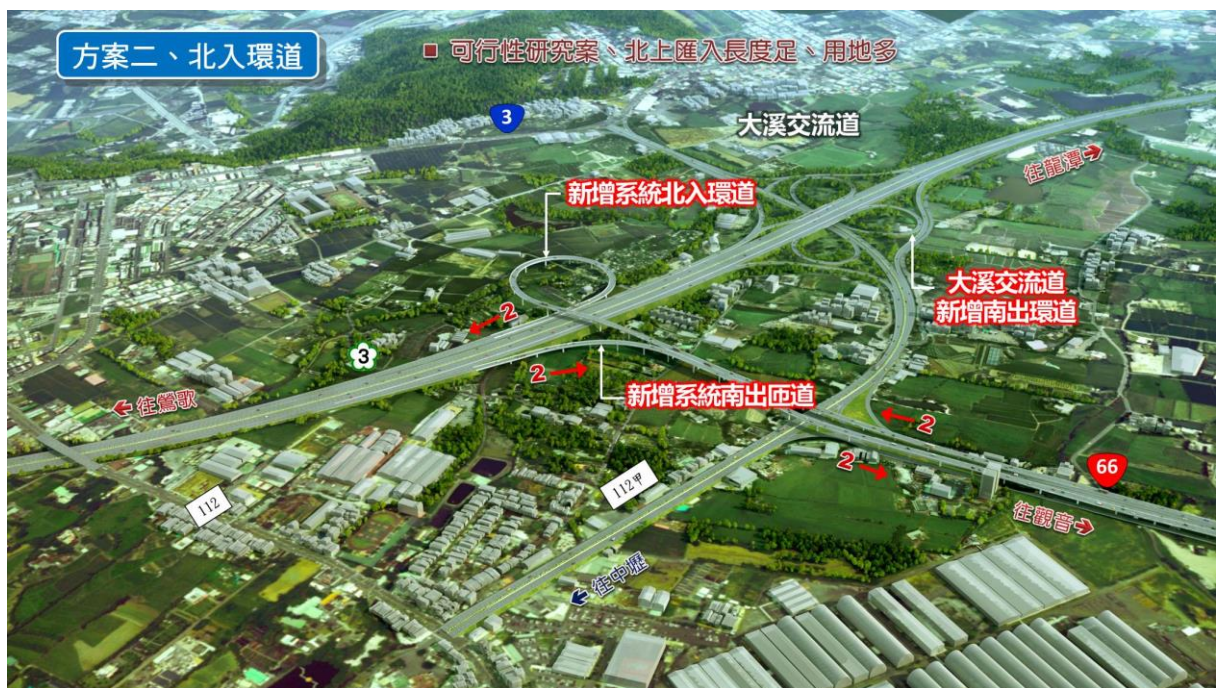 方案二、北入環道
■ 可行性研究案、北上匯入長度足、用地多
3
大溪交流道
往龍潭
新增系統北入環道
大溪交流道
新增南出環道
2
3
2
新增系統南出匝道
往鶯歌
2
2
66
112甲
112
往觀音
往中壢